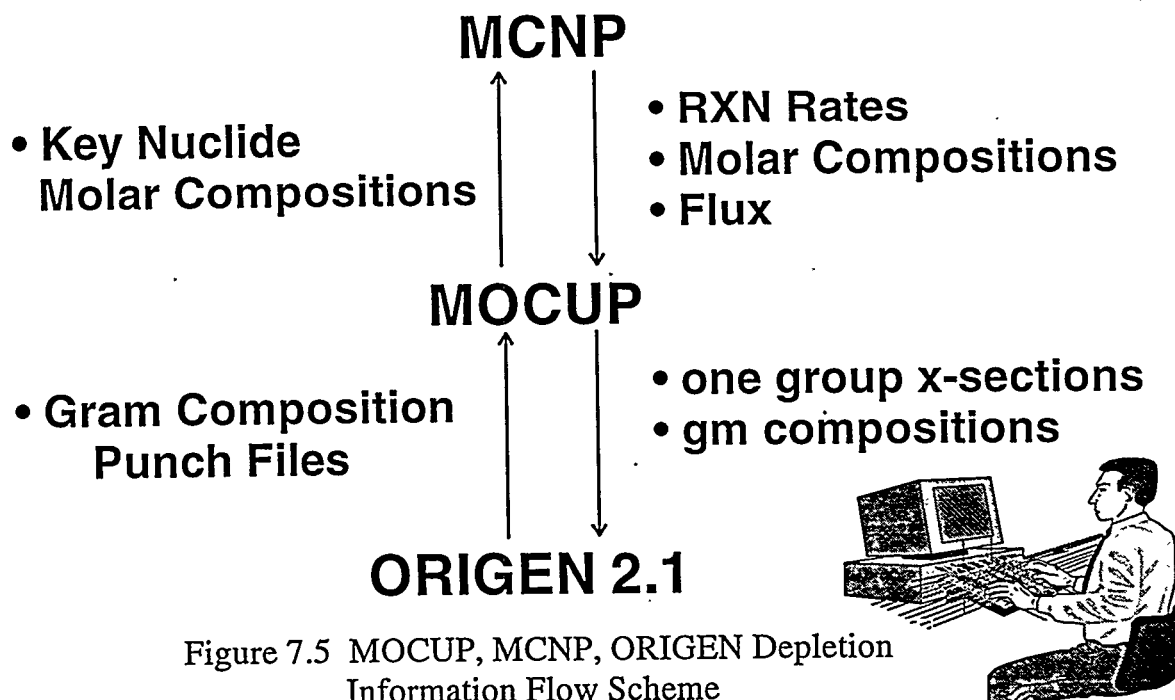 MCNP
• Key Nuclide
Molar Compositions
• RXN Rates
• Molar Compositions
• Flux
MOCUP
• Gram Composition
Punch Files
• one group x-sections
• gm compositions
ORIGEN 2.1
Figure 7.5 MOCUP, MCNP, ORIGEN Depletion
Information Flow Scheme